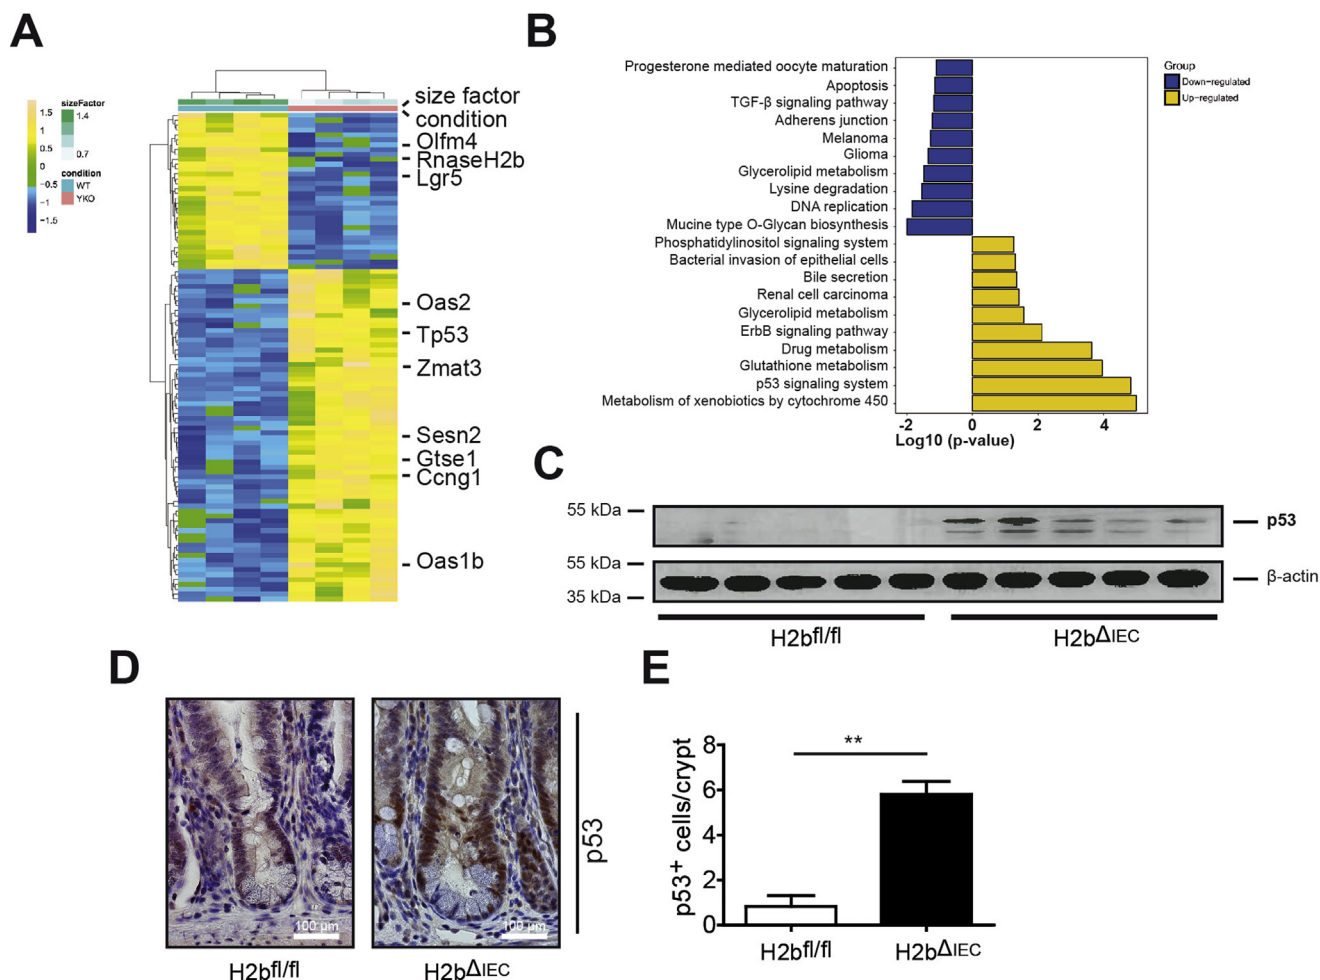 A
sizeFactor
1.4
0.7
condition
WT
YKO
1.5
1
0.5
0
−0.5
−1
−1.5
size factor
condition
Olfm4
RnaseH2b
Lgr5
Oas2
Tp53
Zmat3
Sesn2
Gtse1
Ccng1
Oas1b
B
Progesterone mediated oocyte maturation
Apoptosis
TGF-β signaling pathway
Adherens junction
Melanoma
Glioma
Glycerolipid metabolism
Lysine degradation
DNA replication
Mucine type O-Glycan biosynthesis
Phosphatidylinositol signaling system
Bacterial invasion of epithelial cells
Bile secretion
Renal cell carcinoma
Glycerolipid metabolism
ErbB signaling pathway
Drug metabolism
Glutathione metabolism
p53 signaling system
Metabolism of xenobiotics by cytochrome 450
-2 0 2 4
Log10 (p-value)
Group
Down-regulated
Up-regulated
C
55 kDa
p53
55 kDa
β-actin
35 kDa
H2bfl/fl
H2bΔIEC
D
100 µm
100 µm
p53
H2bfl/fl
H2bΔIEC
E
p53+ cells/crypt
8
6
4
2
0
**
H2bfl/fl
H2bΔIEC